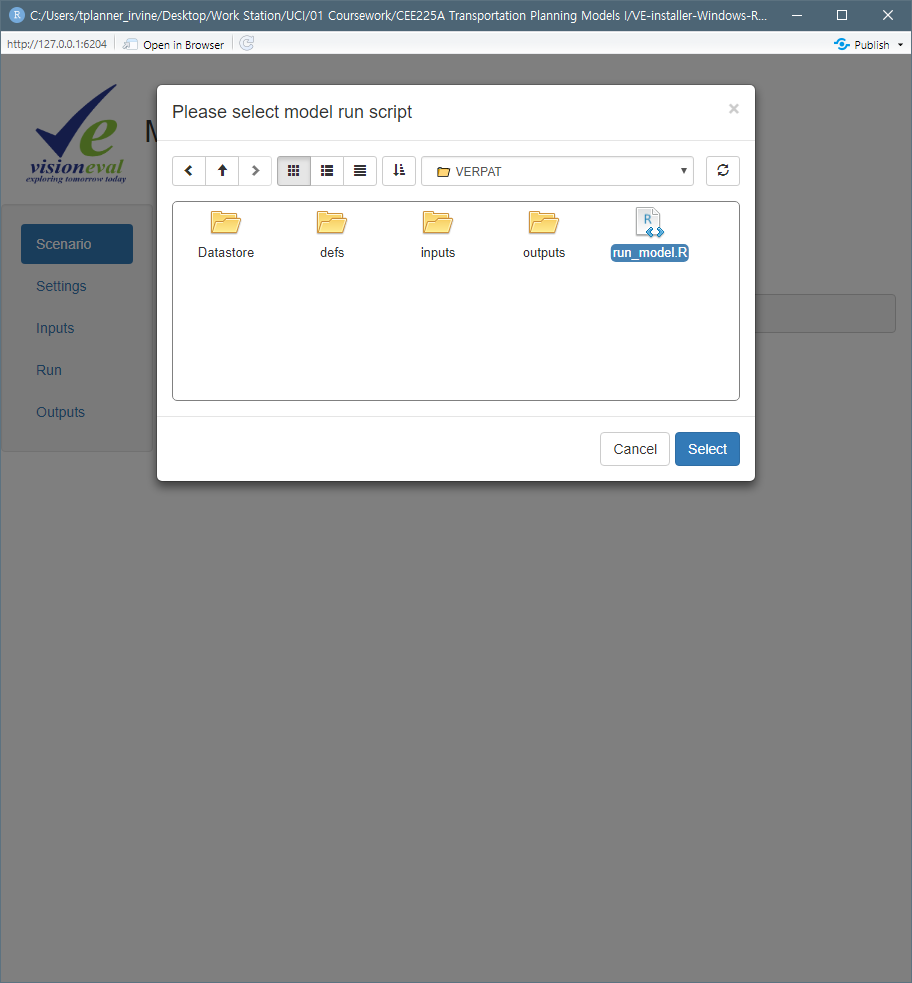 C:/Users/tplanner_irvine/Desktop/Work Station/UCI/01 Coursework/CEE225A Transportation Planning Models I/VE-installer-Windows-R...
http://127.0.0.1:6204 Open in Browser Publish
visioneval
exploring tomorrow today
M
Please select model run script ×
VERPAT
Datastore defs inputs outputs run_model.R
Cancel Select
Scenario
Settings
Inputs
Run
Outputs